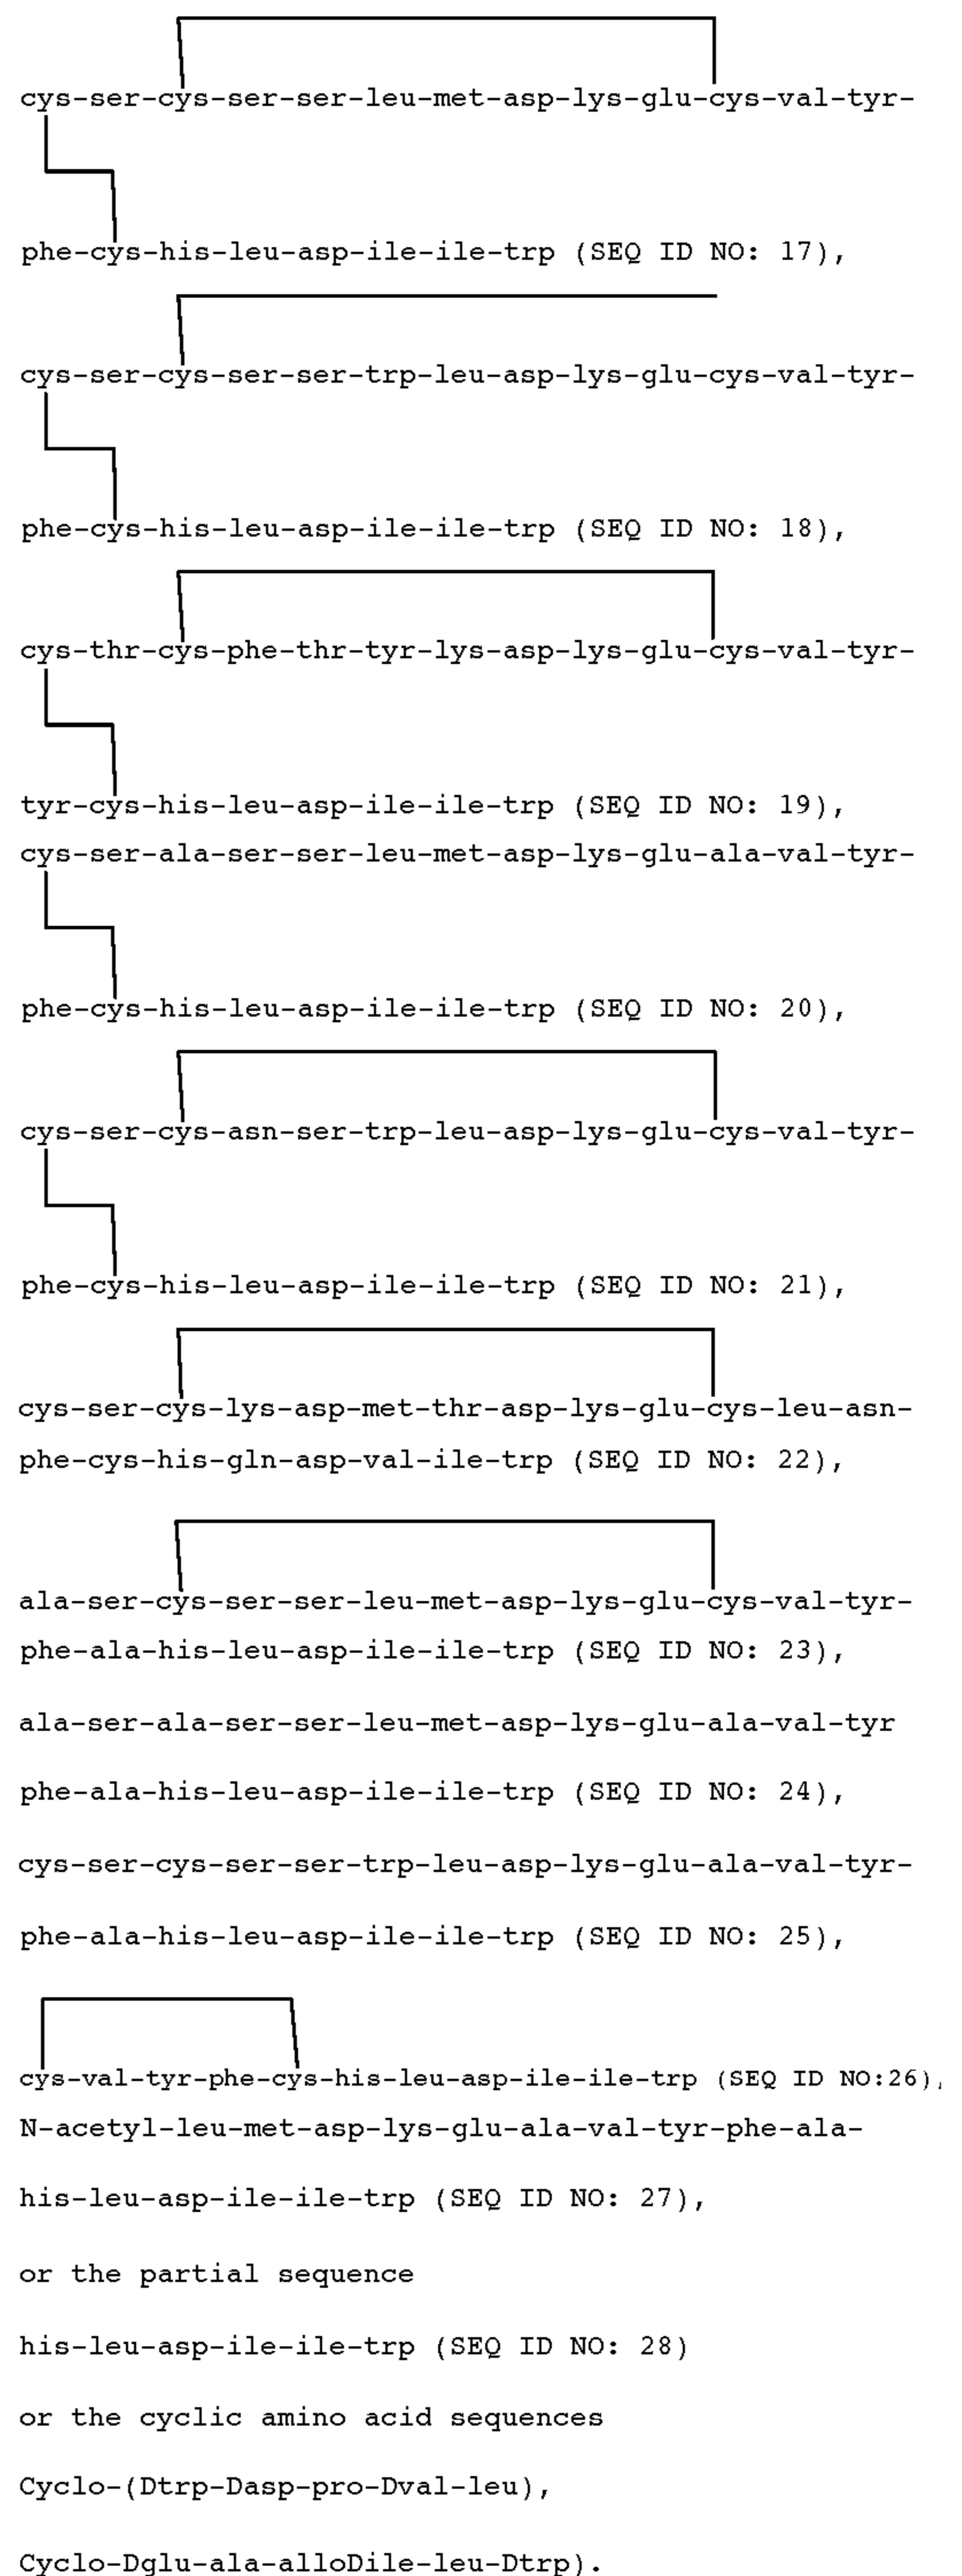 cys-ser-cys-ser-ser-leu-met-asp-lys-glu-cys-val-tyr-
phe-cys-his-leu-asp-ile-ile-trp (SEQ ID NO: 17),
cys-ser-cys-ser-ser-trp-leu-asp-lys-glu-cys-val-tyr-
phe-cys-his-leu-asp-ile-ile-trp (SEQ ID NO: 18),
cys-thr-cys-phe-thr-tyr-lys-asp-lys-glu-cys-val-tyr-
tyr-cys-his-leu-asp-ile-ile-trp (SEQ ID NO: 19),
cys-ser-ala-ser-ser-leu-met-asp-lys-glu-ala-val-tyr-
phe-cys-his-leu-asp-ile-ile-trp (SEQ ID NO: 20),
cys-ser-cys-asn-ser-trp-leu-asp-lys-glu-cys-val-tyr-
phe-cys-his-leu-asp-ile-ile-trp (SEQ ID NO: 21),
cys-ser-cys-lys-asp-met-thr-asp-lys-glu-cys-leu-asn-
phe-cys-his-gln-asp-val-ile-trp (SEQ ID NO: 22),
ala-ser-cys-ser-ser-leu-met-asp-lys-glu-cys-val-tyr-
phe-ala-his-leu-asp-ile-ile-trp (SEQ ID NO: 23),
ala-ser-ala-ser-ser-leu-met-asp-lys-glu-ala-val-tyr
phe-ala-his-leu-asp-ile-ile-trp (SEQ ID NO: 24),
cys-ser-cys-ser-ser-trp-leu-asp-lys-glu-ala-val-tyr-
phe-ala-his-leu-asp-ile-ile-trp (SEQ ID NO: 25),
cys-val-tyr-phe-cys-his-leu-asp-ile-ile-trp (SEQ ID NO:26),
N-acetyl-leu-met-asp-lys-glu-ala-val-tyr-phe-ala-
his-leu-asp-ile-ile-trp (SEQ ID NO: 27),
or the partial sequence
his-leu-asp-ile-ile-trp (SEQ ID NO: 28)
or the cyclic amino acid sequences
Cyclo-(Dtrp-Dasp-pro-Dval-leu),
Cyclo-Dglu-ala-alloDile-leu-Dtrp).